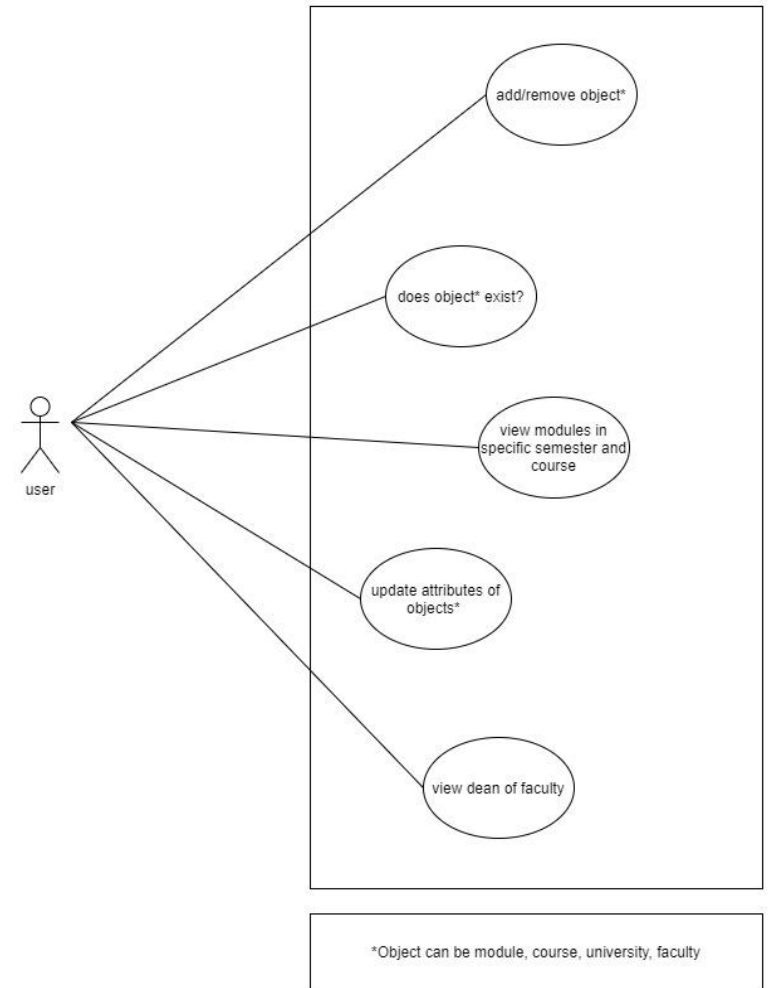 add/remove object*
does object* exist?
view modules in
specific semester and
course
user
update attributes of
objects*
view dean of faculty
*Object can be module, course, university, faculty